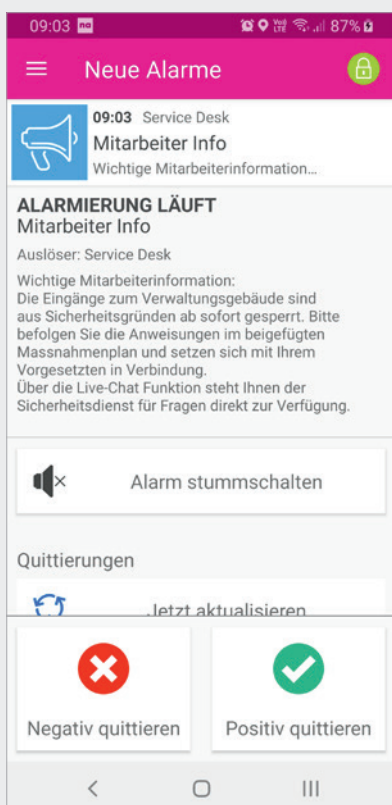 09:03 na Vo) LTE 87%
Neue Alarme
09:03 Service Desk
Mitarbeiter Info
Wichtige Mitarbeiterinformation...
ALARMIERUNG LÄUFT
Mitarbeiter Info
Auslöser: Service Desk
Wichtige Mitarbeiterinformation:
Die Eingänge zum Verwaltungsgebäude sind
aus Sicherheitsgründen ab sofort gesperrt. Bitte
befolgen Sie die Anweisungen im beigefügten
Massnahmenplan und setzen sich mit Ihrem
Vorgesetzten in Verbindung.
Über die Live-Chat Funktion steht Ihnen der
Sicherheitsdienst für Fragen direkt zur Verfügung.
Alarm stummschalten
Quittierungen
Jetzt aktualisieren
Negativ quittieren
Positiv quittieren